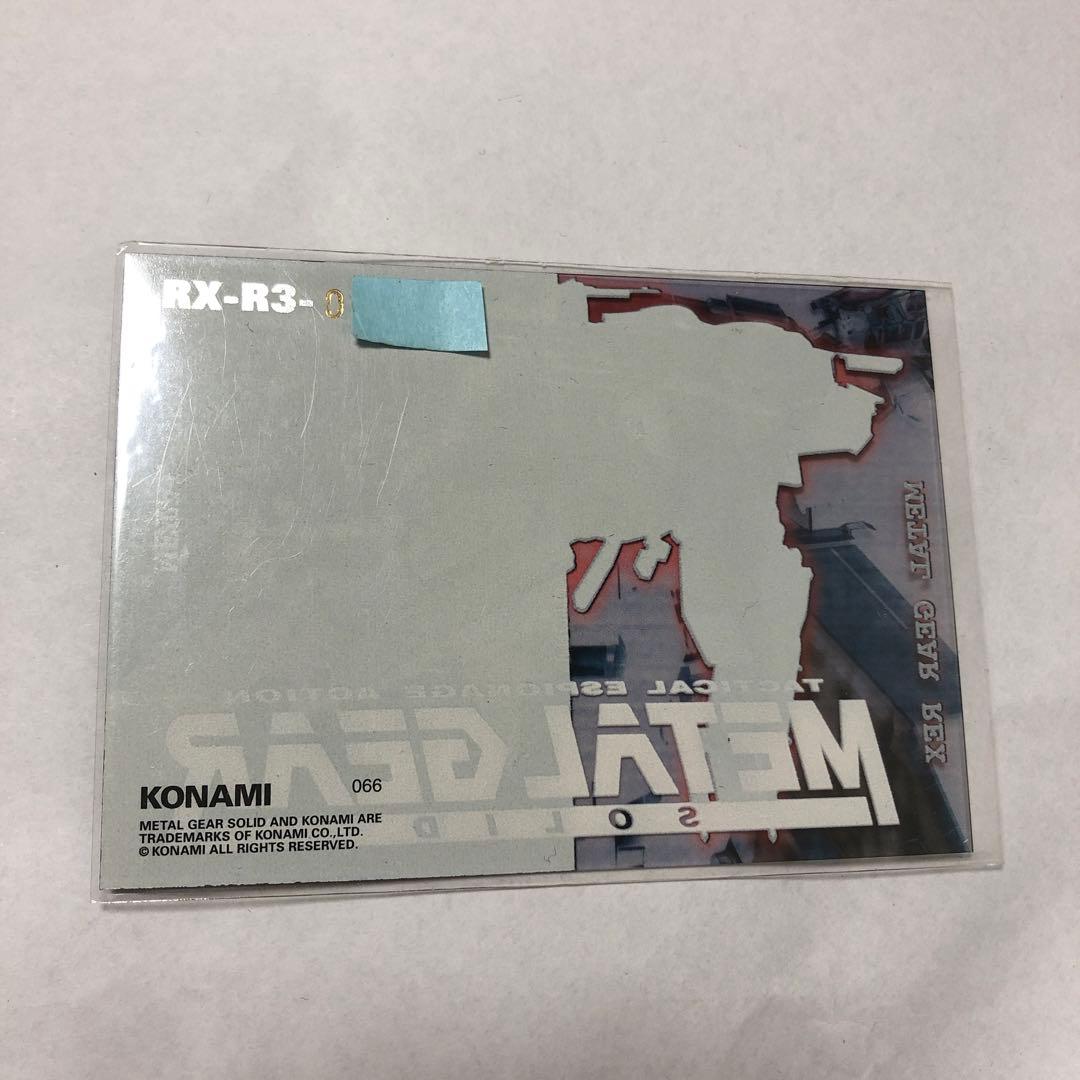 RX-R3-0
METAL GEAR REX
TACTICAL ESPIONAGE ACTION
METAL GEAR
SOLID
KONAMI 066
METAL GEAR SOLID AND KONAMI ARE
TRADEMARKS OF KONAMI CO.,LTD.
© KONAMI ALL RIGHTS RESERVED.